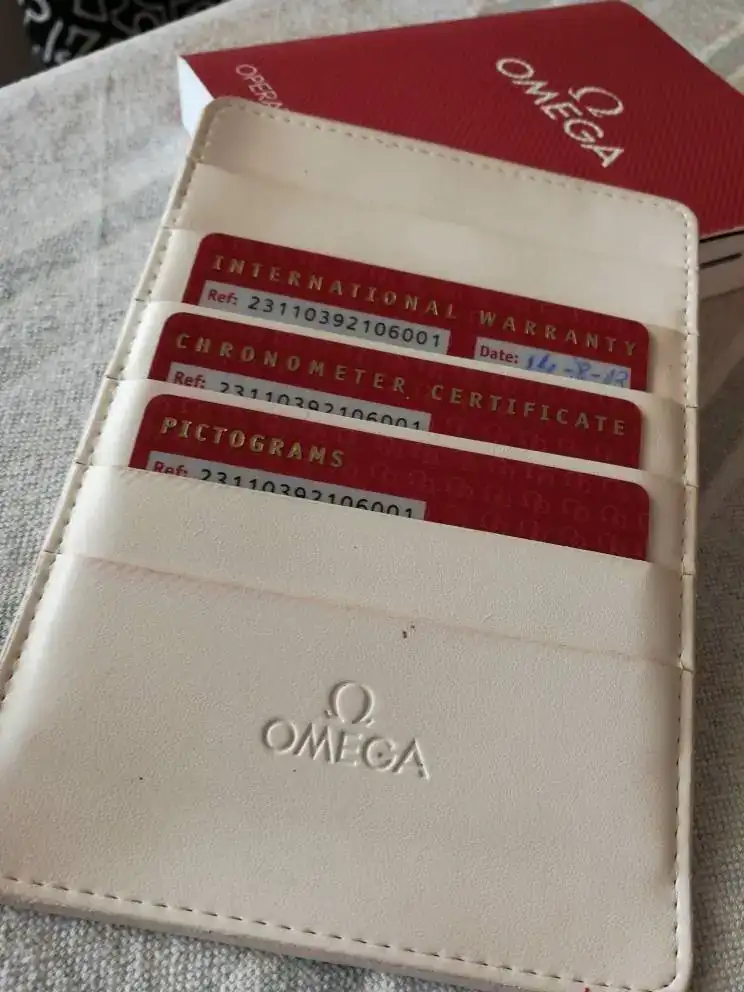 OMEGA
OPERA
INTERNATIONAL WARRANTY
Ref: 23110392106001
Date: 14-8-13
CHRONOMETER CERTIFICATE
Ref: 23110392106001
PICTOGRAMS
Ref: 23110392106001
OMEGA